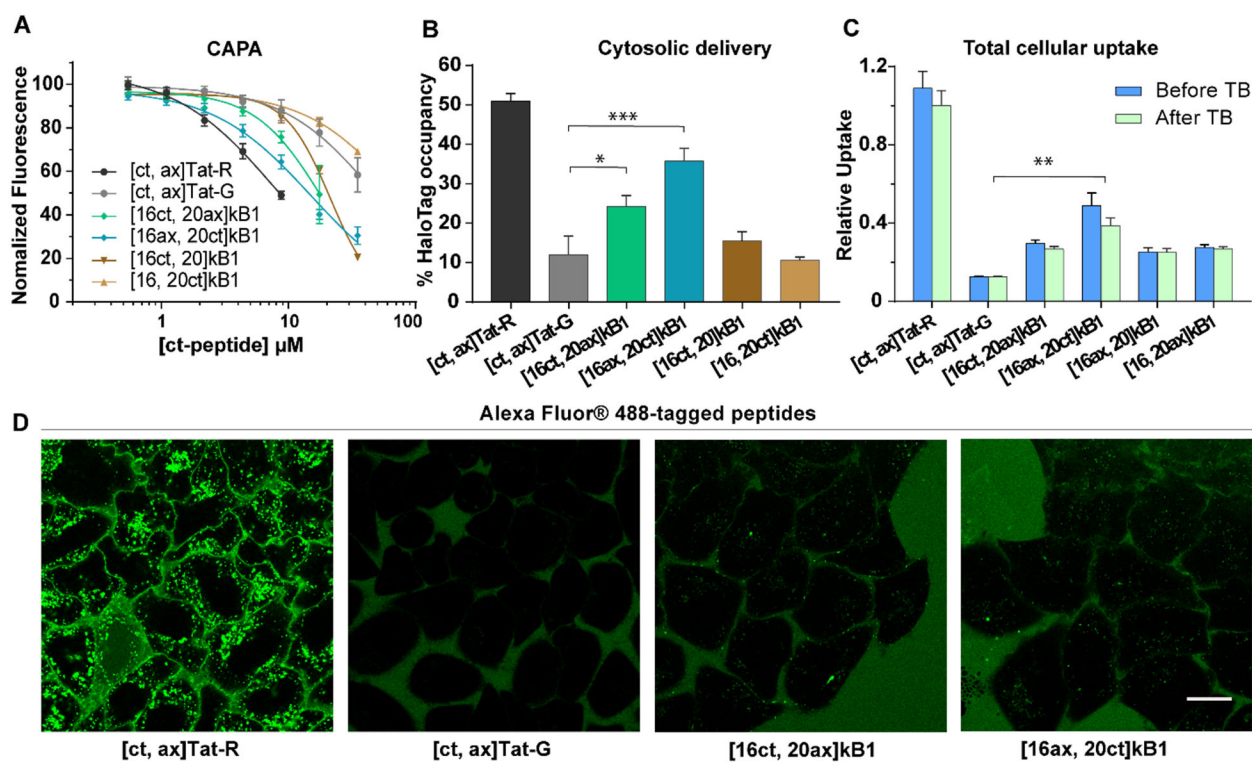 A
CAPA
Nomalized Fluorescence
100
80
60
40
20
0
[ct, ax]Tat-R
[ct, ax]Tat-G
[16ct, 20ax]kB1
[16ax, 20ct]kB1
[16ct, 20]kB1
[16, 20ct]kB1
1
10
100
[ct-peptide] µM
B
Cytosolic delivery
% HaloTag occupancy
60
50
40
30
20
10
0
***
*
[ct, ax]Tat-R
[ct, ax]Tat-G
[16ct, 20ax]kB1
[16ax, 20ct]kB1
[16ct, 20]kB1
[16, 20ct]kB1
C
Total cellular uptake
Relative Uptake
1.2
0.8
0.4
0
Before TB
After TB
**
[ct, ax]Tat-R
[ct, ax]Tat-G
[16ct, 20ax]kB1
[16ax, 20ct]kB1
[16ax, 20]kB1
[16, 20ax]kB1
D
Alexa Fluor® 488-tagged peptides
[ct, ax]Tat-R
[ct, ax]Tat-G
[16ct, 20ax]kB1
[16ax, 20ct]kB1